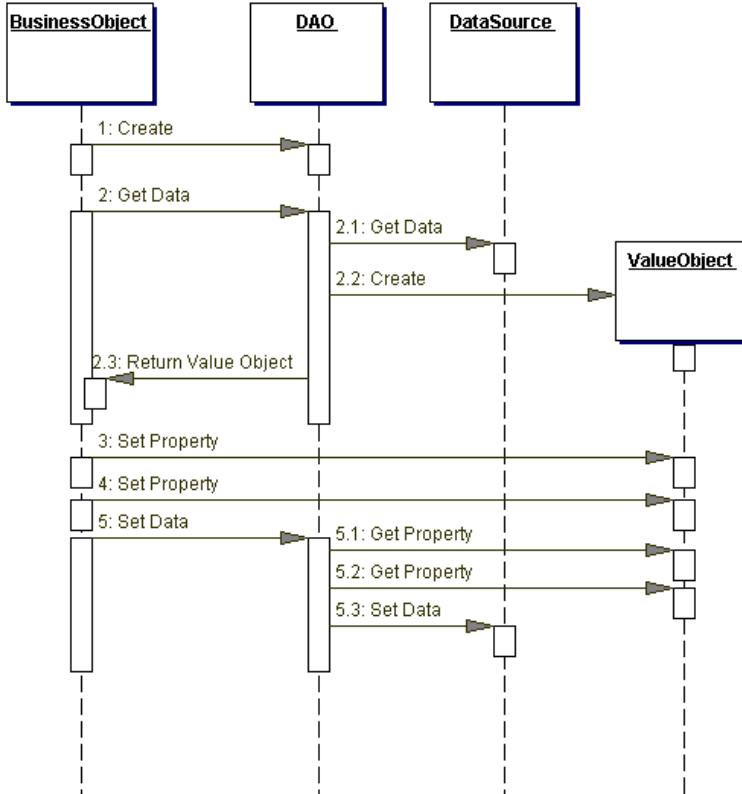 BusinessObject
DAO
DataSource
1: Create
2: Get Data
2.1: Get Data
ValueObject
2.2: Create
2.3: Return Value Object
3: Set Property
4: Set Property
5: Set Data
5.1: Get Property
5.2: Get Property
5.3: Set Data